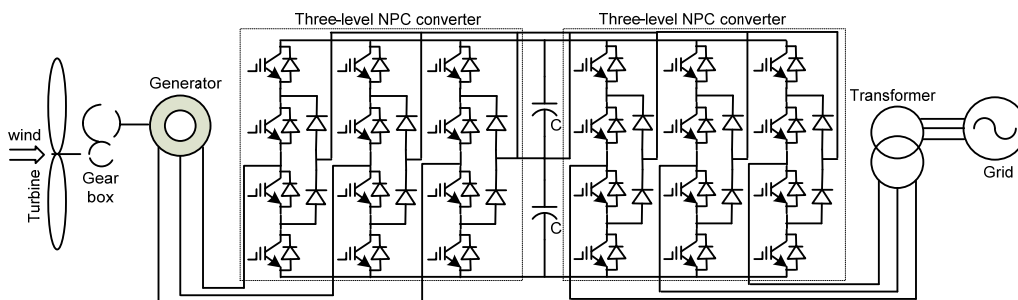 Three-level NPC converter
Three-level NPC converter
Generator
Transformer
wind
Turbine
Gear
box
C
C
Grid